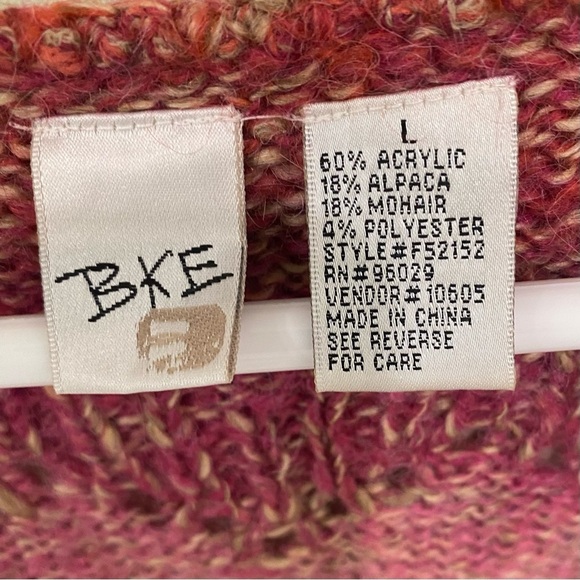 BKE
B
L
60% ACRYLIC
18% ALPACA
18% MOHAIR
4% POLYESTER
STYLE#F52152
RN#96029
VENDOR# 10605
MADE IN CHINA
SEE REVERSE
FOR CARE